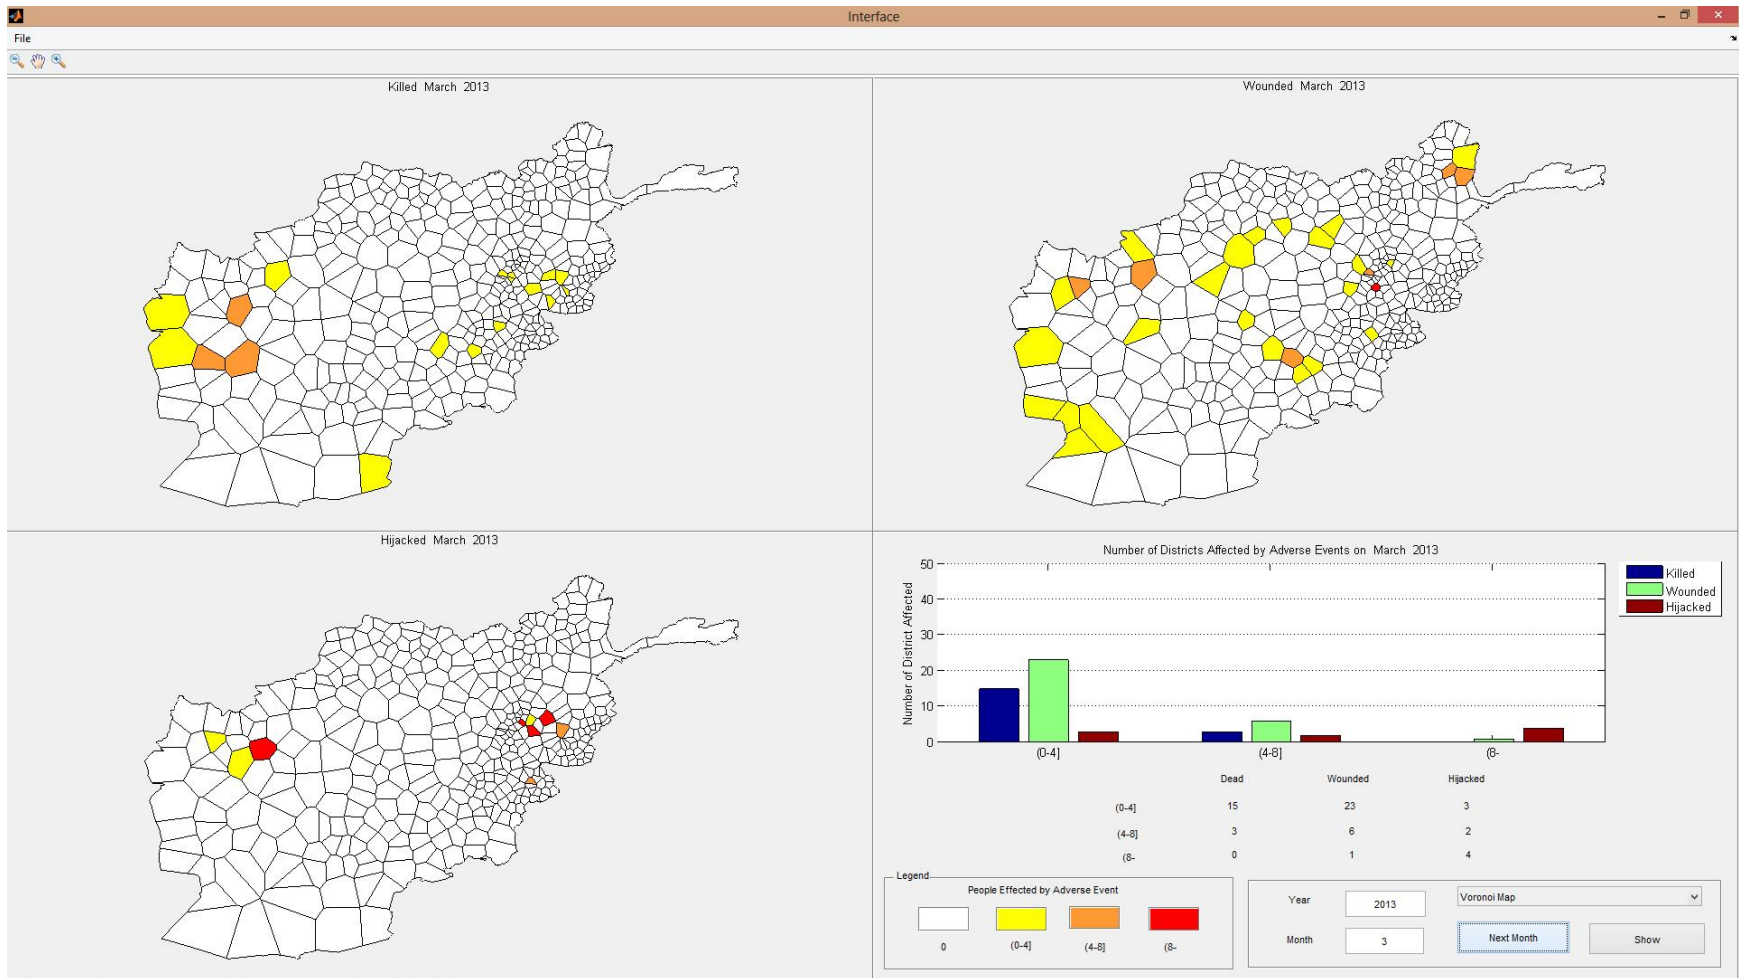 Interface
File
Killed March 2013
Wounded March 2013
Hijacked March 2013
Number of Districts Affected by Adverse Events on March 2013
Number of District Affected
50
40
30
20
10
0
(0-4]
(4-8]
(8-
Killed
Wounded
Hijacked
Dead Wounded Hijacked
(0-4] 15 23 3
(4-8] 3 6 2
(8- 0 1 4
Legend
People Effected by Adverse Event
0 (0-4] (4-8] (8-
Year 2013 Voronoi Map
Month 3 Next Month Show